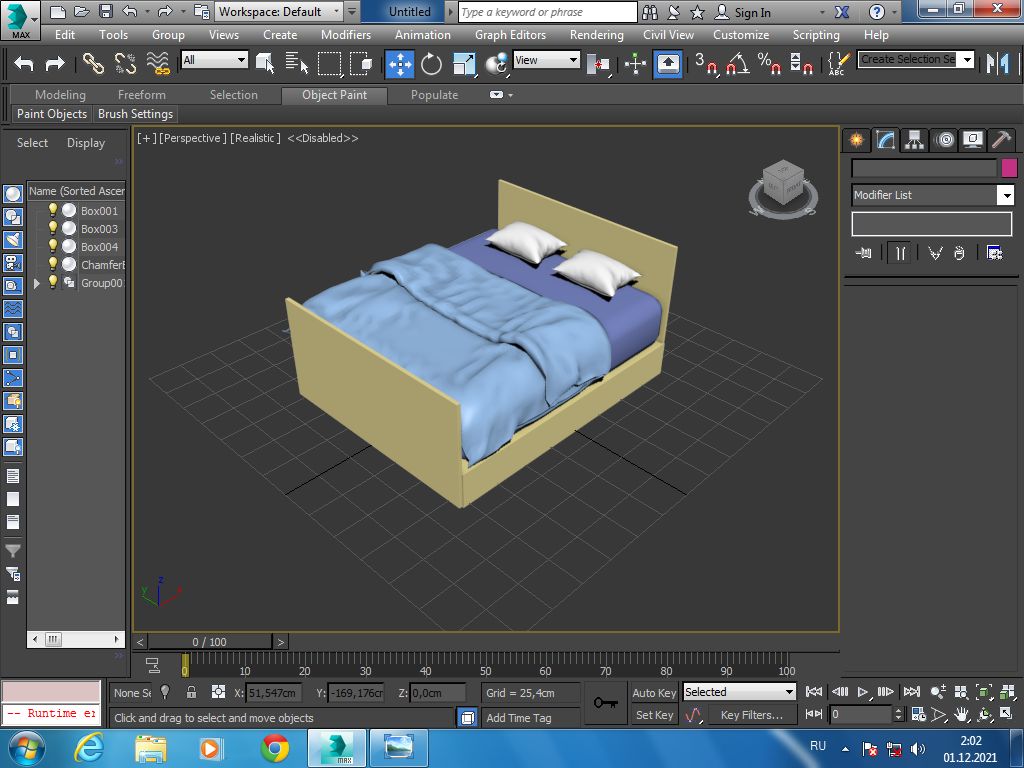 Workspace: Default
Untitled
Type a keyword or phrase
Sign In
MAX
Edit Tools Group Views Create Modifiers Animation Graph Editors Rendering Civil View Customize Scripting Help
All
View
3
%
ABC
Create Selection Se
Modeling Freeform Selection Object Paint Populate
Paint Objects Brush Settings
Select Display
[+] [Perspective] [Realistic] <<Disabled>>
Name (Sorted Ascer
Box001
Box003
Box004
ChamferB
Group00
Modifier List
z
y
x
0 / 100
0 10 20 30 40 50 60 70 80 90 100
None Se X: 51,547cm Y: -169,176cm Z: 0,0cm Grid = 25,4cm Auto Key Selected
-- Runtime er
Click and drag to select and move objects Add Time Tag Set Key Key Filters... 0
MAX
RU
2:02
01.12.2021